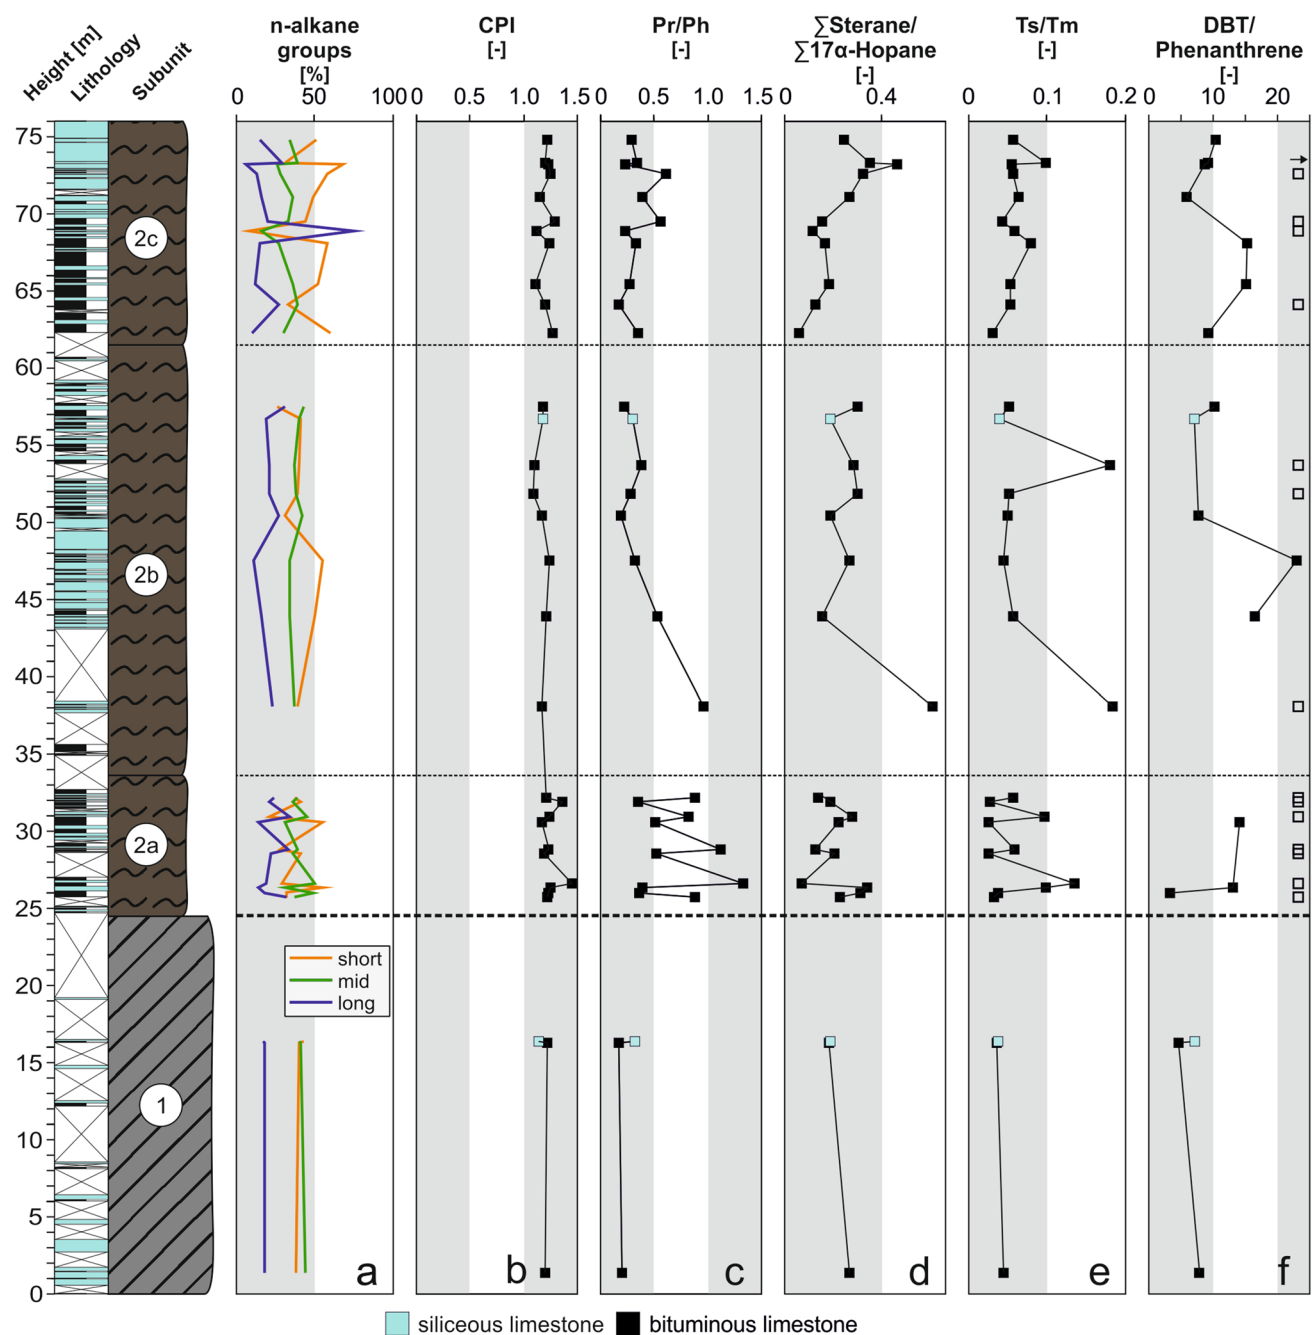 Height [m]
Lithology
Subunit
n-alkane
groups
[%]
CPI
[-]
Pr/Ph
[-]
∑Sterane/
∑17α-Hopane
[-]
Ts/Tm
[-]
DBT/
Phenanthrene
[-]
0 50 100
0 0.5 1.0 1.5
0 0.5 1.0 1.5
0 0.4
0 0.1 0.2
0 10 20
75
70
65
60
55
50
45
40
35
30
25
20
15
10
5
0
2c
2b
2a
1
short
mid
long
a
b
c
d
e
f
siliceous limestone
bituminous limestone